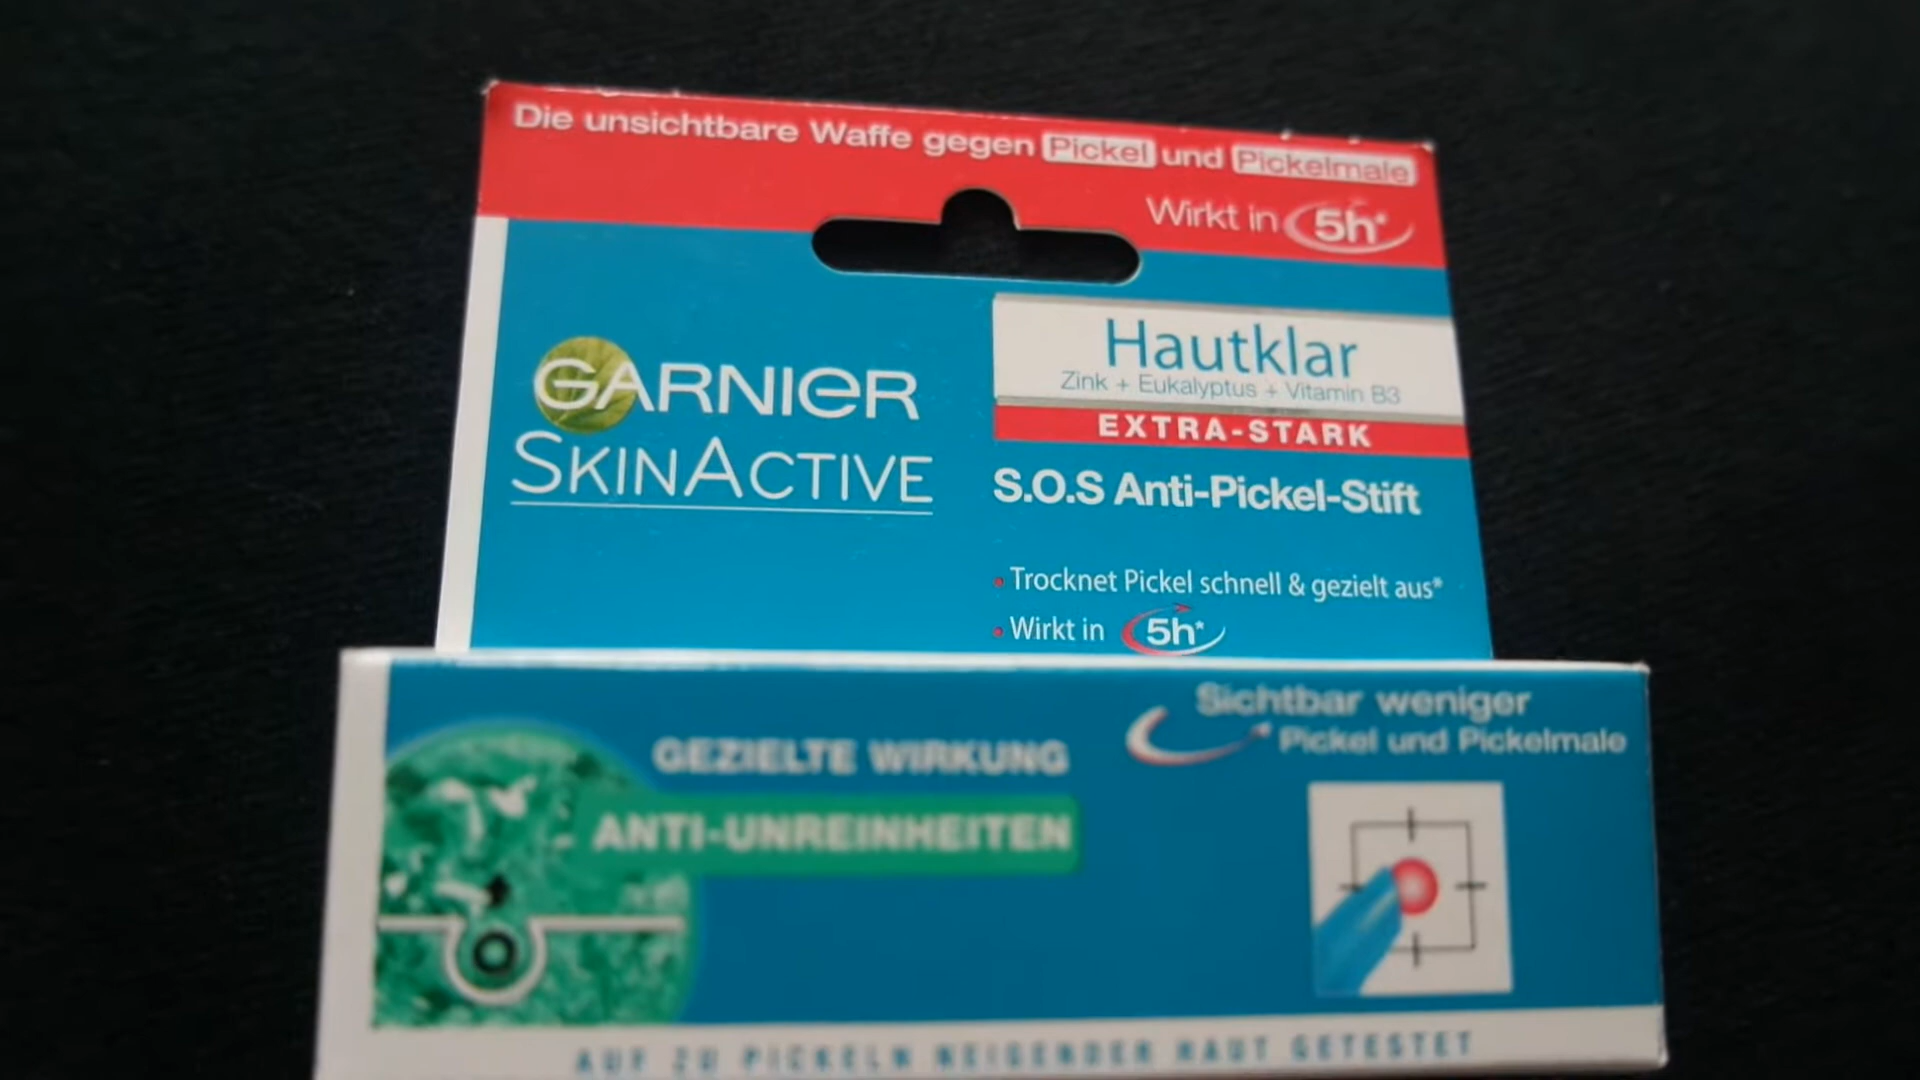 Die unsichtbare Waffe gegen Pickel und Pickelmale
Wirkt in 5h*
GARNIER
SKINACTIVE
Hautklar
Zink + Eukalyptus + Vitamin B3
EXTRA-STARK
S.O.S Anti-Pickel-Stift
• Trocknet Pickel schnell & gezielt aus*
• Wirkt in 5h*
GEZIELTE WIRKUNG
ANTI-UNREINHEITEN
Sichtbar weniger
Pickel und Pickelmale
AUF ZU PICKELN NEIGENDER HAUT GETESTET